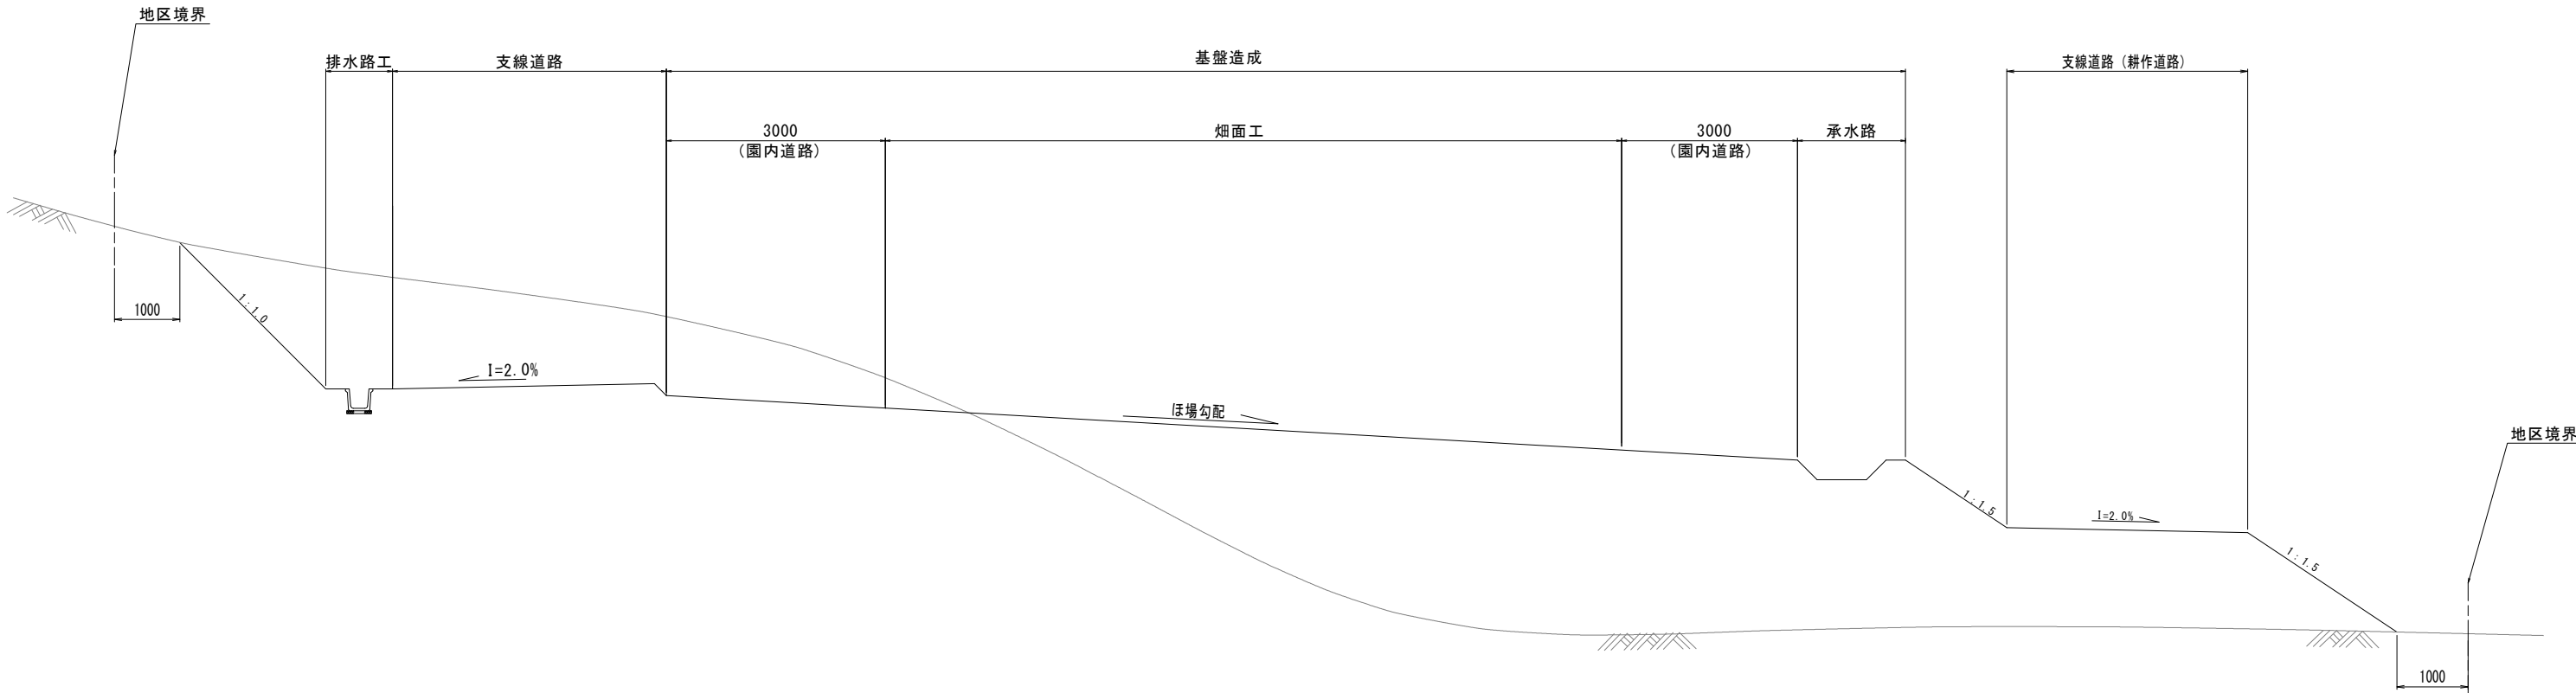 地区境界
排水路工
支線道路
基盤造成
支線道路（耕作道路）
3000
（園内道路）
畑面工
3000
（園内道路）
承水路
1000
1:1.0
I=2.0%
ほ場勾配
地区境界
1:1.5
I=2.0%
1:1.5
1000